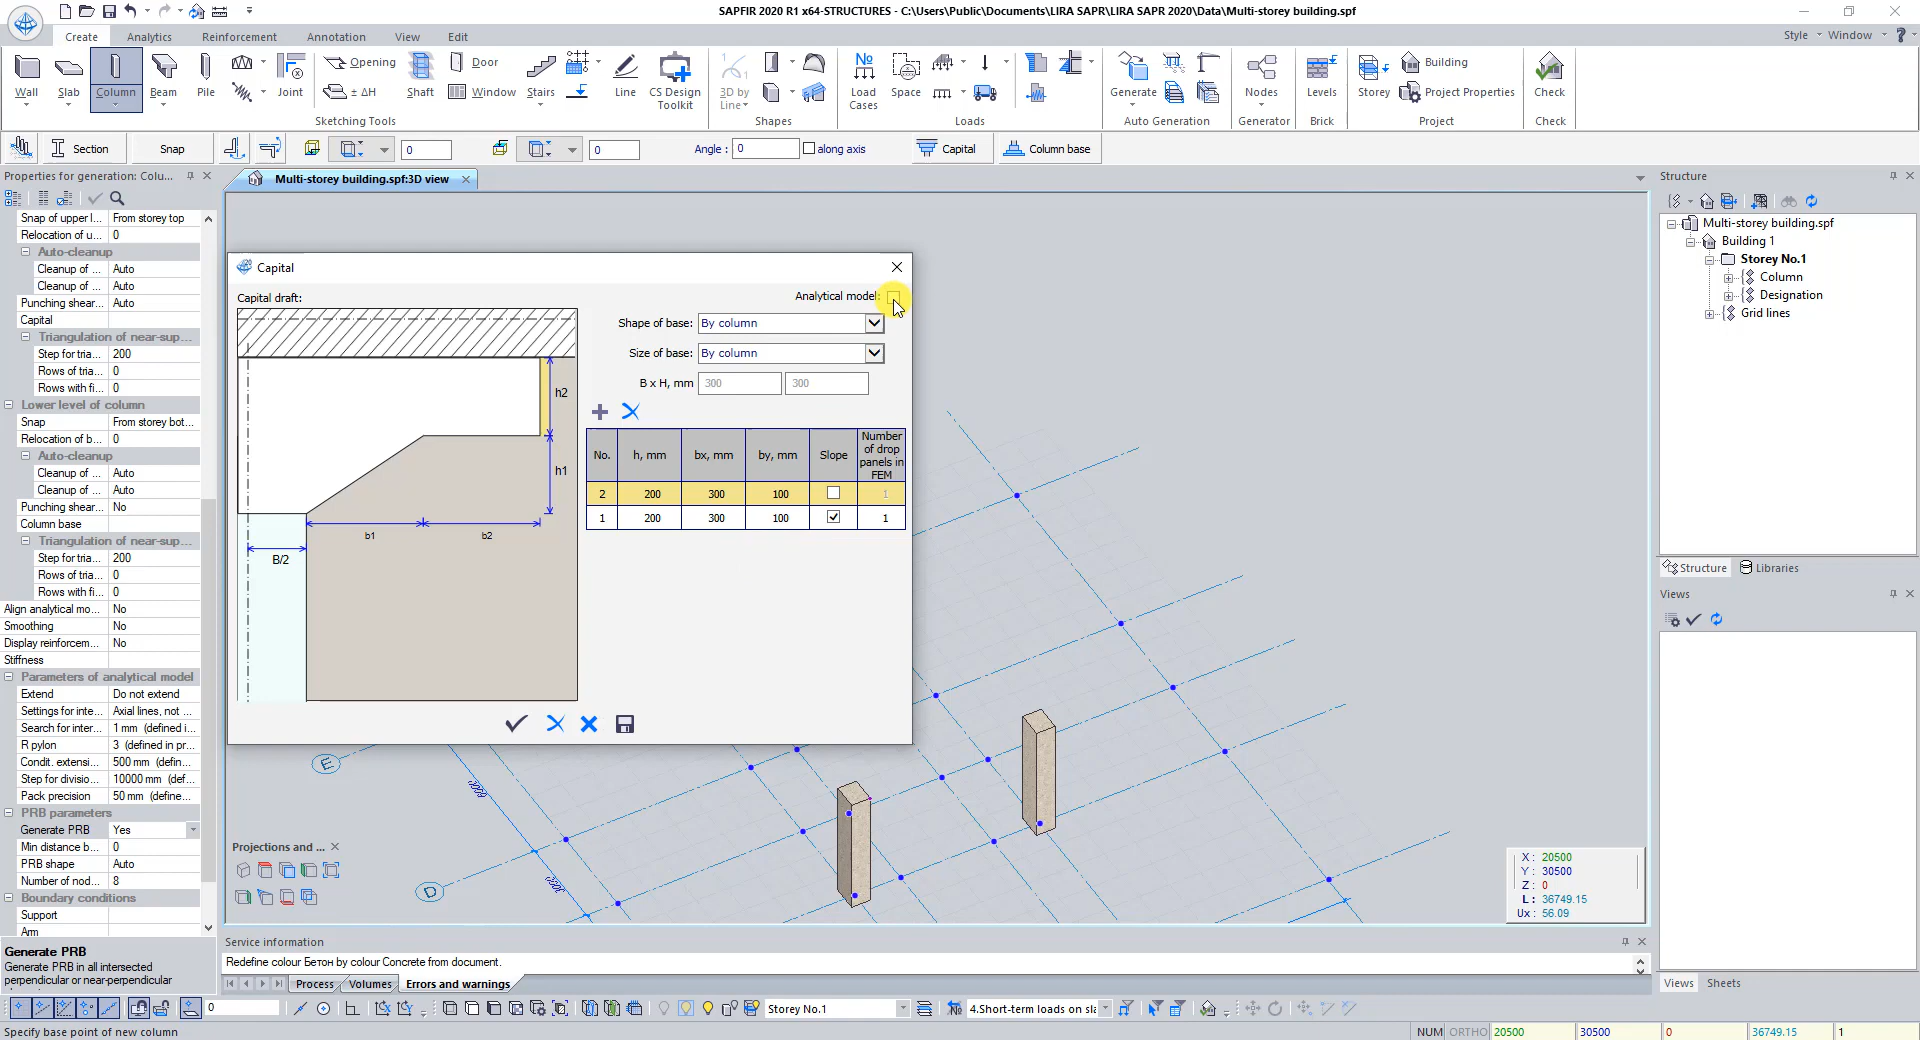 SAPFIR 2020 R1 x64-STRUCTURES - C:\Users\Public\Documents\LIRA SAPR\LIRA SAPR 2020\Data\Multi-storey building.spf
Create Analytics Reinforcement Annotation View Edit Style Window
Wall Slab Column Beam Pile Joint Opening ± ΔH Shaft Door Window Stairs Line CS Design Toolkit 3D by Line Load Cases Space Generate Nodes Levels Storey Building Project Properties Check
Sketching Tools Shapes Loads Auto Generation Generator Brick Project Check
Section Snap 0 0 Angle : 0 along axis Capital Column base
Properties for generation: Colu...
Snap of upper l... From storey top
Relocation of u... 0
Auto-cleanup
Cleanup of ... Auto
Cleanup of ... Auto
Punching shear... Auto
Capital
Triangulation of near-sup...
Step for tria... 200
Rows of tria... 0
Rows with fi... 0
Lower level of column
Snap From storey bot...
Relocation of b... 0
Auto-cleanup
Cleanup of ... Auto
Cleanup of ... Auto
Punching shear... Auto
Column base
Triangulation of near-sup...
Step for tria... 200
Rows of tria... 0
Rows with fi... 0
Align analytical mo... No
Smoothing No
Display reinforcem... No
Stiffness
Parameters of analytical model
Extend Do not extend
Settings for inte... Axial lines, not ...
Search for inter... 1 mm (defined i...
R pylon 3 (defined in pr...
Condit. extensi... 500 mm (define...
Step for divisio... 10000 mm (def...
Pack precision 50 mm (define...
PRB parameters
Generate PRB Yes
Min distance b... 0
PRB shape Auto
Number of nod... 8
Boundary conditions
Support
Arm
Generate PRB
Generate PRB in all intersected
perpendicular or near-perpendicular
Multi-storey building.spf:3D view
Capital
Capital draft:
h2
h1
b1 b2
B/2
Analytical model:
Shape of base: By column
Size of base: By column
B x H, mm 300 300
No. h, mm bx, mm by, mm Slope Number of drop panels in FEM
2 200 300 100 1
1 200 300 100 1
E
D
Projections and ...
X : 20500
Y : 30500
Z : 0
L : 36749.15
Ux : 56.09
Structure
Multi-storey building.spf
Building 1
Storey No.1
Column
Designation
Grid lines
Structure Libraries
Views
Views Sheets
Service information
Redefine colour Бетон by colour Concrete from document.
Process Volumes Errors and warnings
0 Storey No.1 4.Short-term loads on sla
Specify base point of new column NUM ORTHO 20500 30500 0 36749.15 1